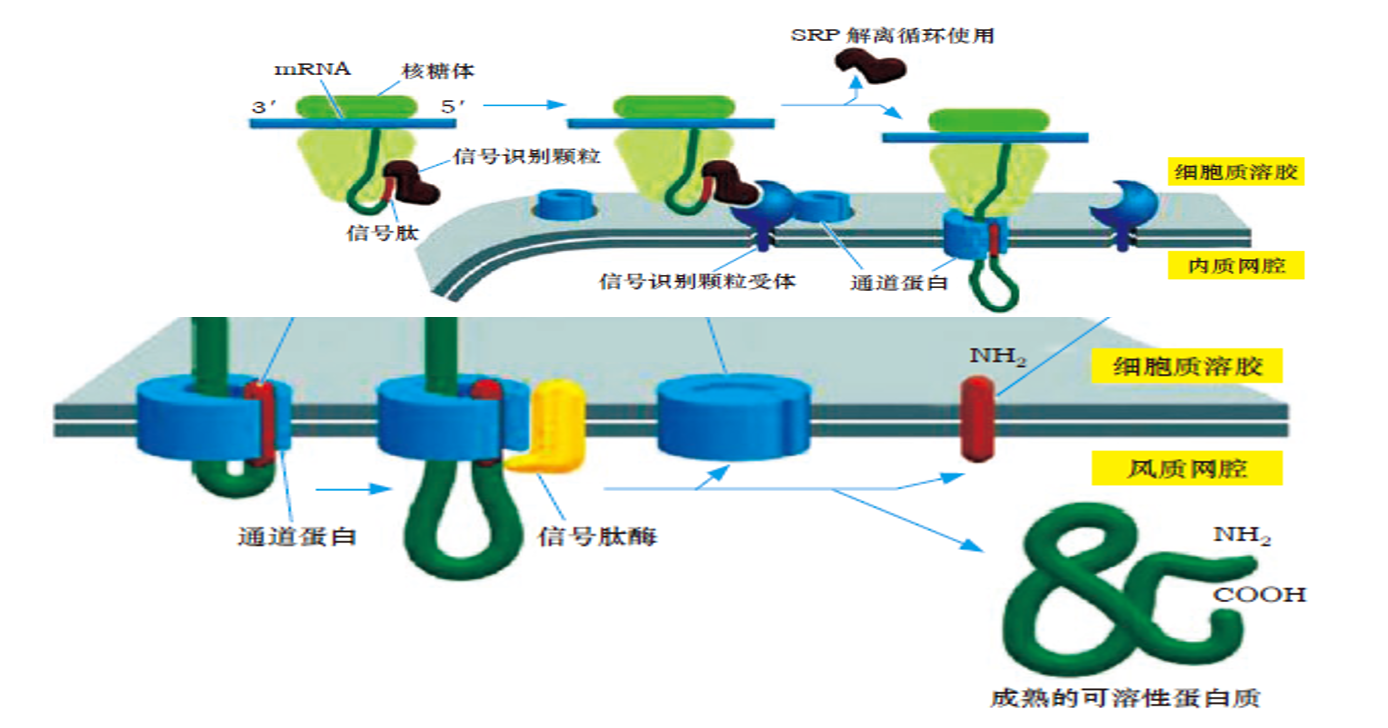 SRP 解离循环使用
mRNA
核糖体
3′
5′
信号识别颗粒
细胞质溶胶
信号肽
信号识别颗粒受体
通道蛋白
内质网腔
NH₂
细胞质溶胶
风质网腔
通道蛋白
信号肽酶
NH₂
COOH
成熟的可溶性蛋白质